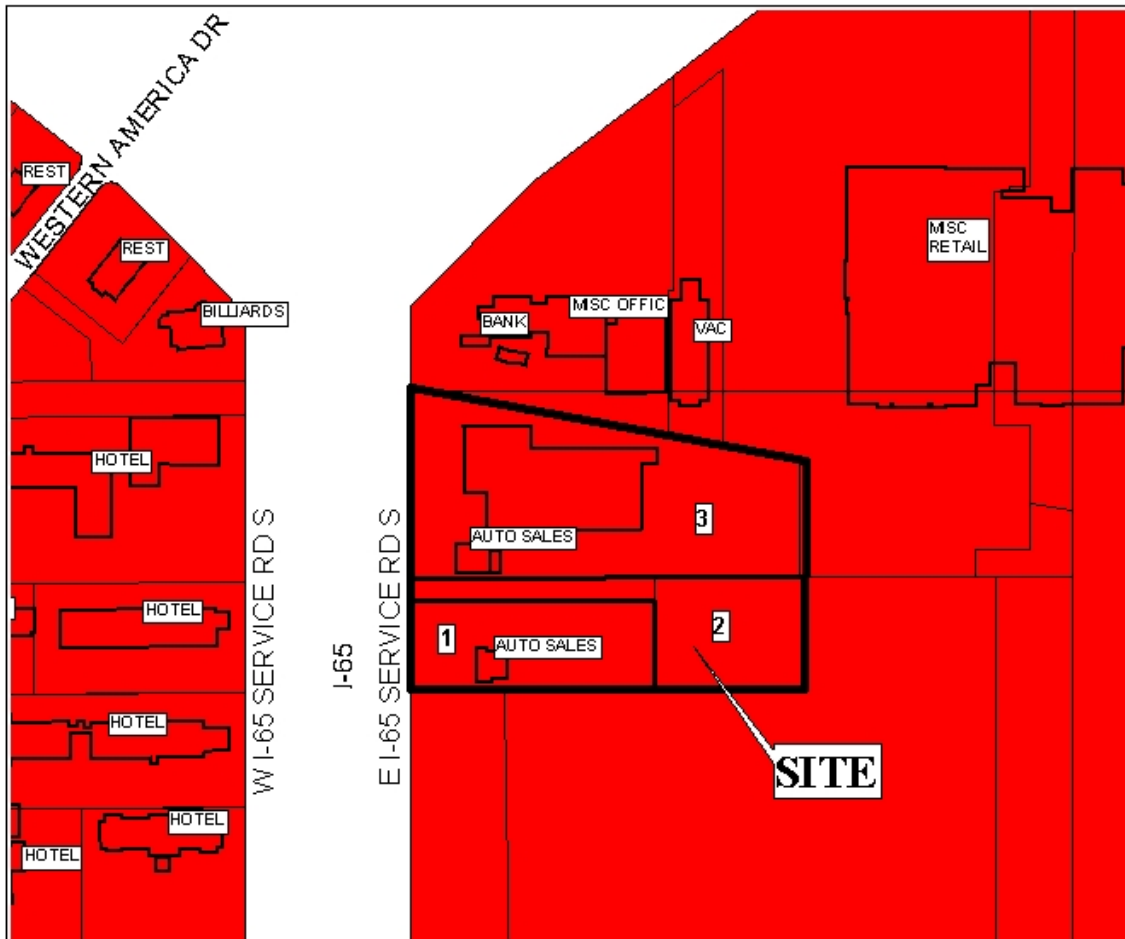 WESTERN AMERICA DR
REST
REST
BILLIARDS
MISC
RETAIL
MISC OFFIC
BANK
VAC
HOTEL
3
AUTO SALES
W I-65 SERVICE RD S
I-65
E I-65 SERVICE RD S
HOTEL
1
AUTO SALES
2
HOTEL
SITE
HOTEL
HOTEL